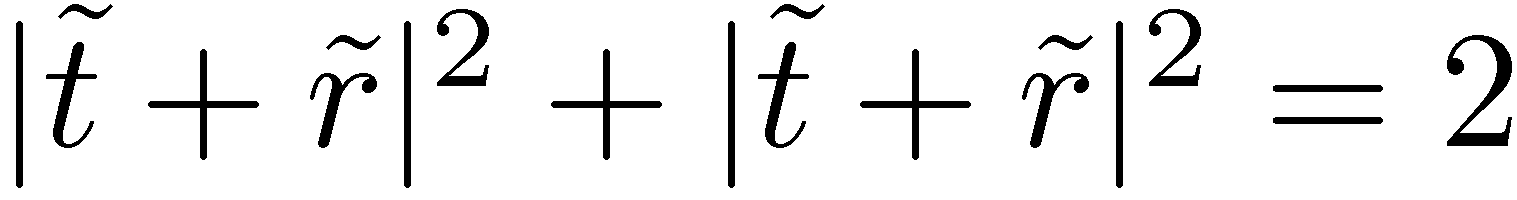 |t̃ + r̃|² + |t̃ + r̃|² = 2